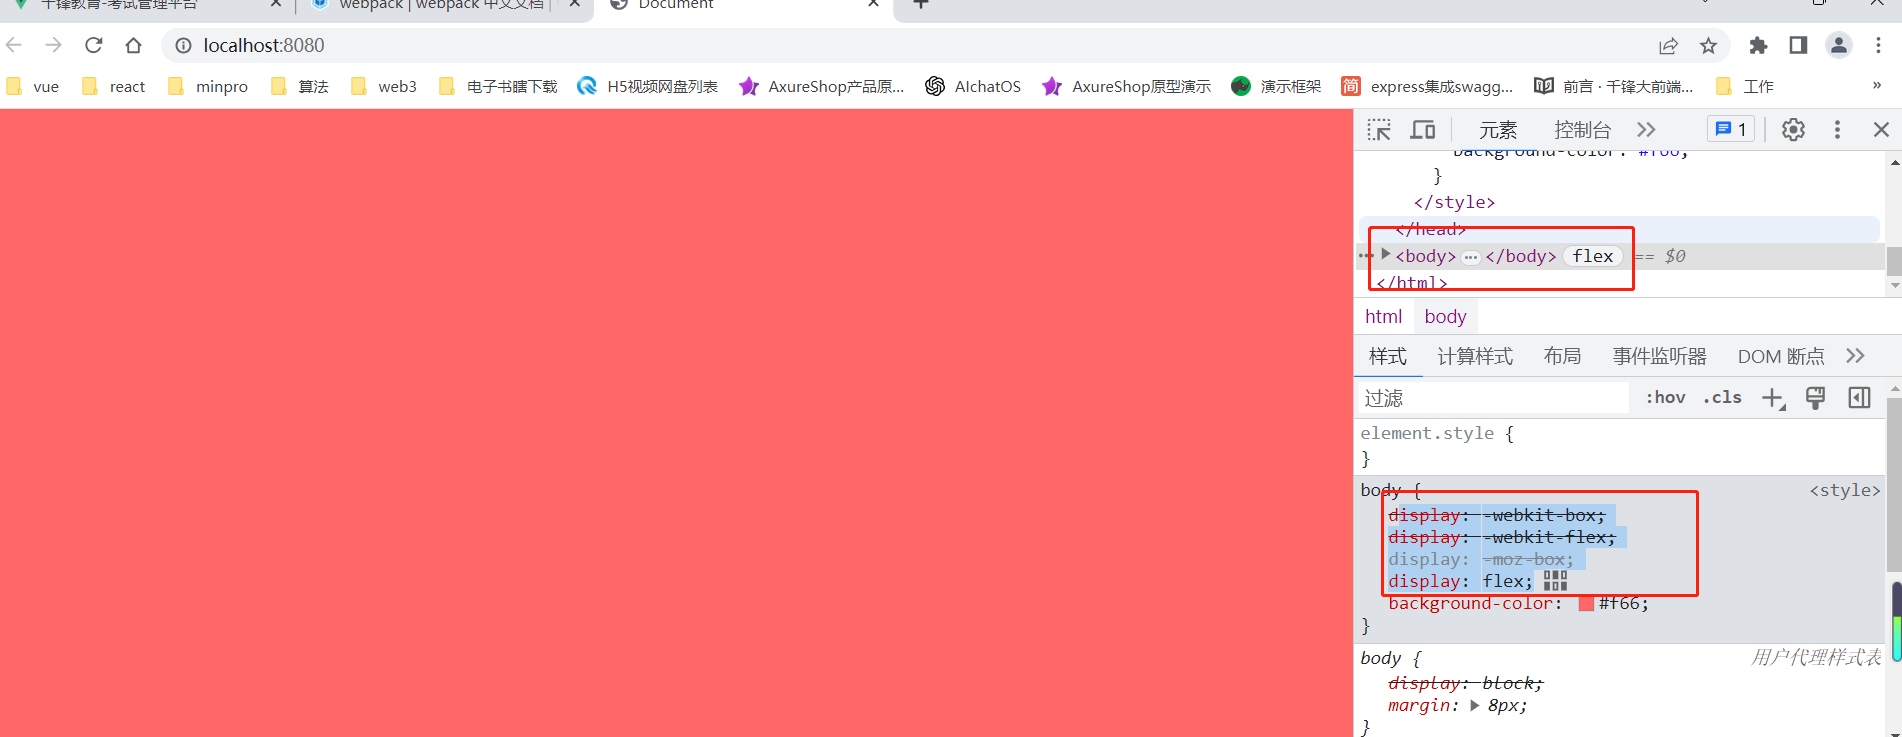 千锋教育-考试管理平台
webpack | webpack 中文文档 |
Document
localhost:8080
vue
react
minpro
算法
web3
电子书瞎下载
H5视频网盘列表
AxureShop产品原...
AIchatOS
AxureShop原型演示
演示框架
简
express集成swagg...
前言 · 千锋大前端...
工作
»
元素
控制台
1
background-color: #f66;
}
</style>
</head>
<body> … </body> flex == $0
</html>
html
body
样式
计算样式
布局
事件监听器
DOM 断点
过滤
:hov
.cls
element.style {
}
body {
<style>
display: -webkit-box;
display: -webkit-flex;
display: -moz-box;
display: flex;
background-color: #f66;
}
body {
用户代理样式表
display: block;
margin: 8px;
}